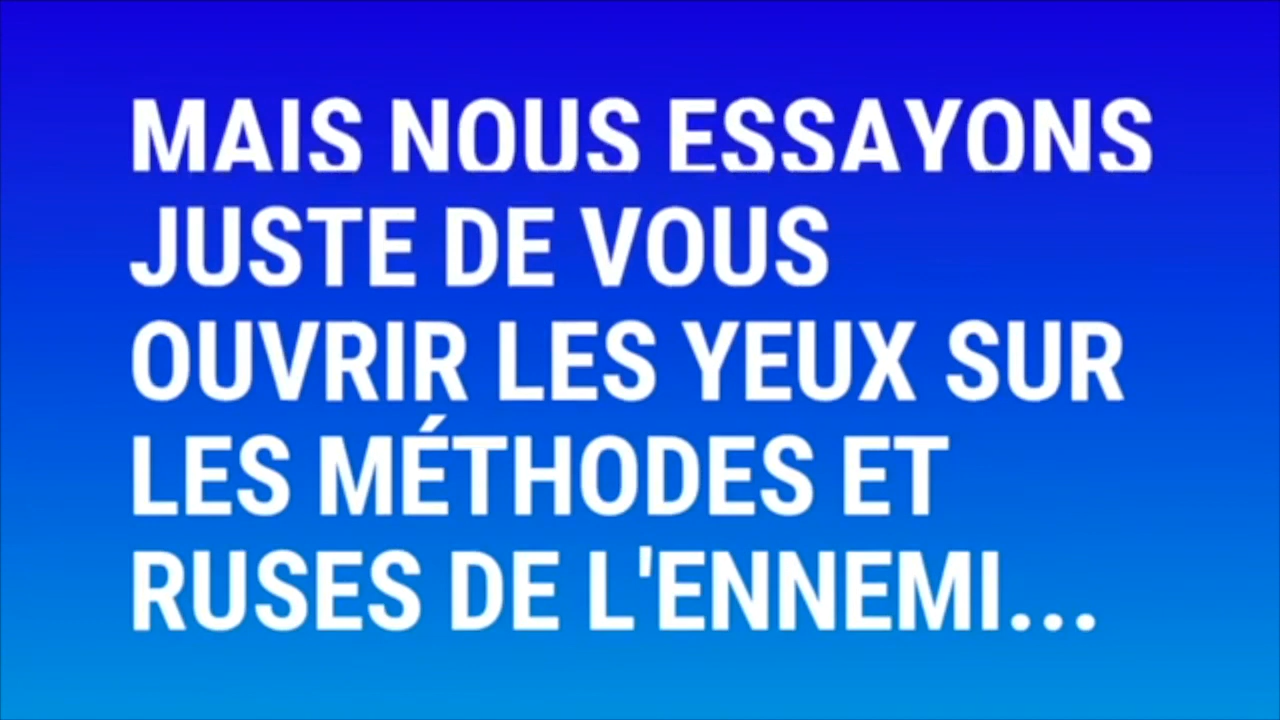 MAIS NOUS ESSAYONS
JUSTE DE VOUS
OUVRIR LES YEUX SUR
LES MÉTHODES ET
RUSES DE L'ENNEMI...